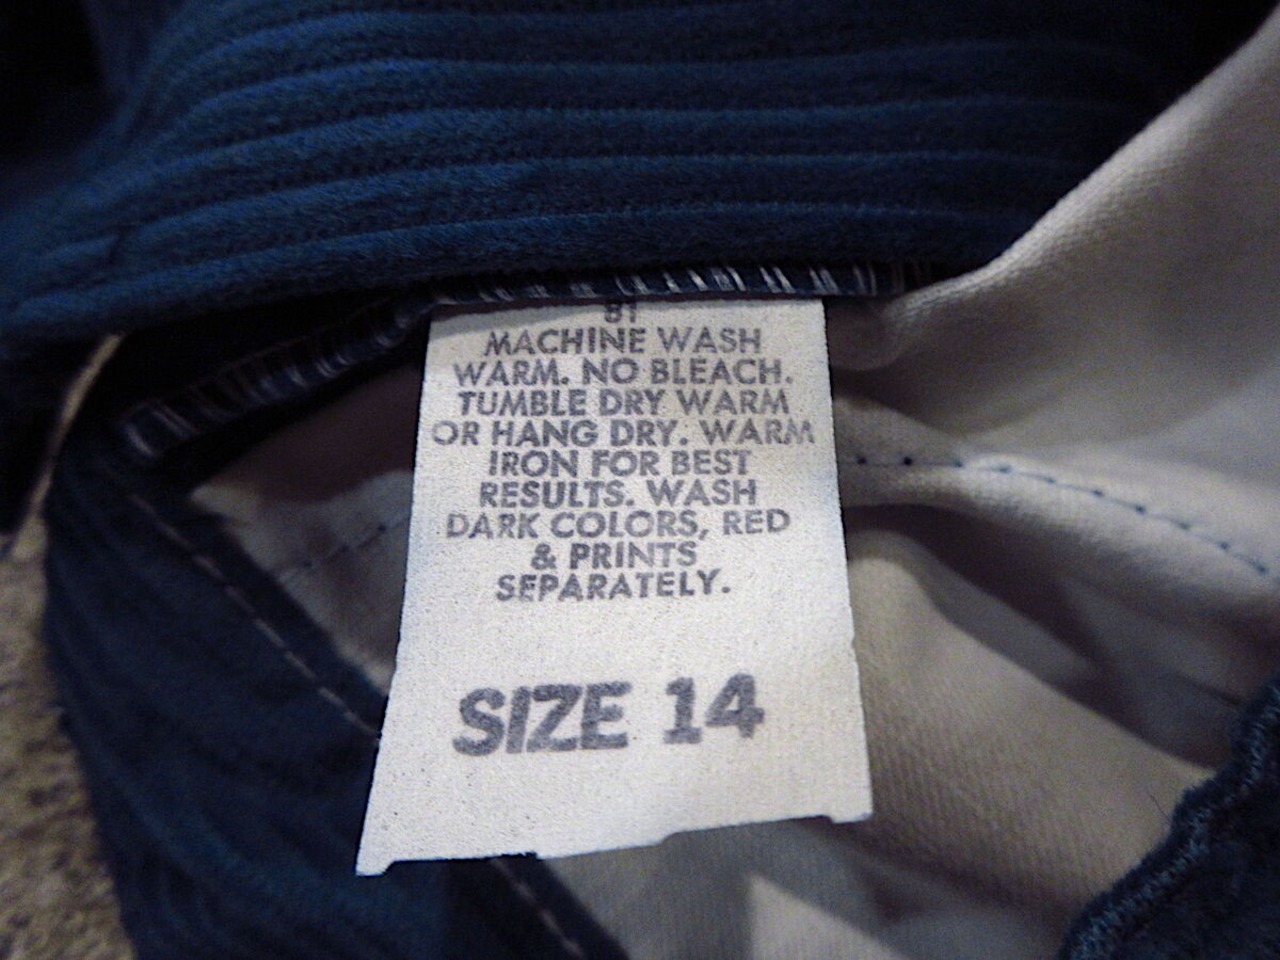 81
MACHINE WASH
WARM. NO BLEACH.
TUMBLE DRY WARM
OR HANG DRY. WARM
IRON FOR BEST
RESULTS. WASH
DARK COLORS, RED
& PRINTS
SEPARATELY.
SIZE 14